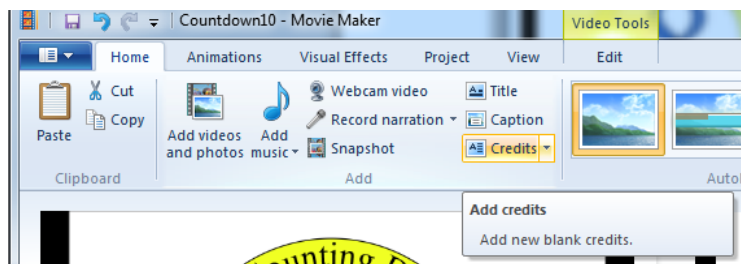 Countdown10 - Movie Maker
Video Tools
Home Animations Visual Effects Project View Edit
Paste
Cut
Copy
Clipboard
Add videos and photos
Add music
Webcam video
Record narration
Snapshot
Title
Caption
Credits
Add
Add credits
Add new blank credits.